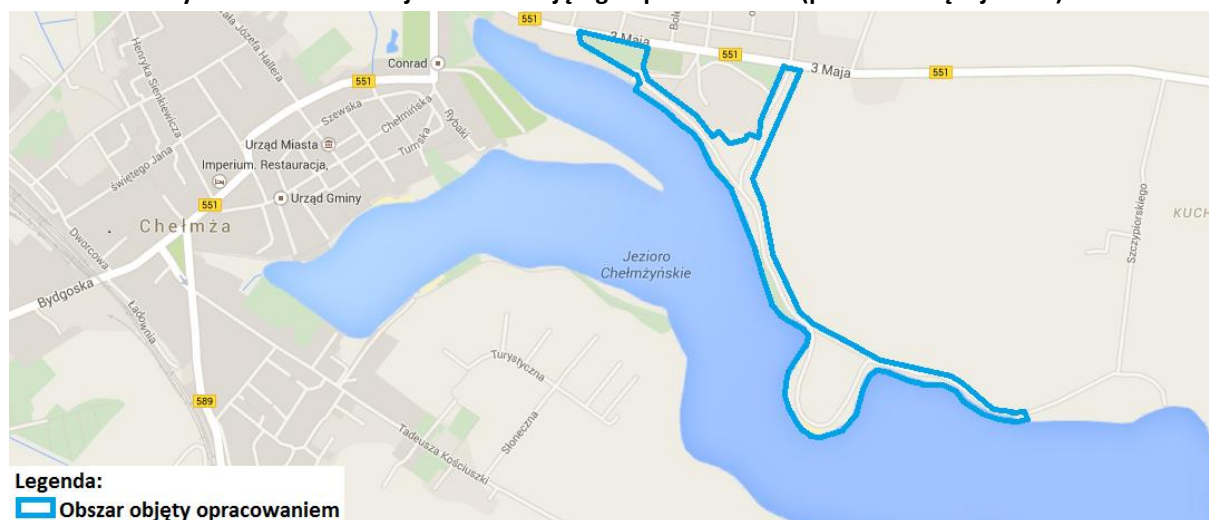 551
3 Maja
551
3 Maja
551
Conrad
551
Józefa Hallera
Henryka Sienkiewicza
Szewska
Chełmińska
Rybaki
Tumska
Urząd Miasta
Imperium. Restauracja,
świętego Jana
551
Urząd Gminy
Chełmża
Dworcowa
Bydgoska
Ładownia
589
Jezioro
Chełmżyńskie
Turystyczna
Słoneczna
Tadeusza Kościuszki
Szczypiorskiego
KUCH
Legenda:
Obszar objęty opracowaniem